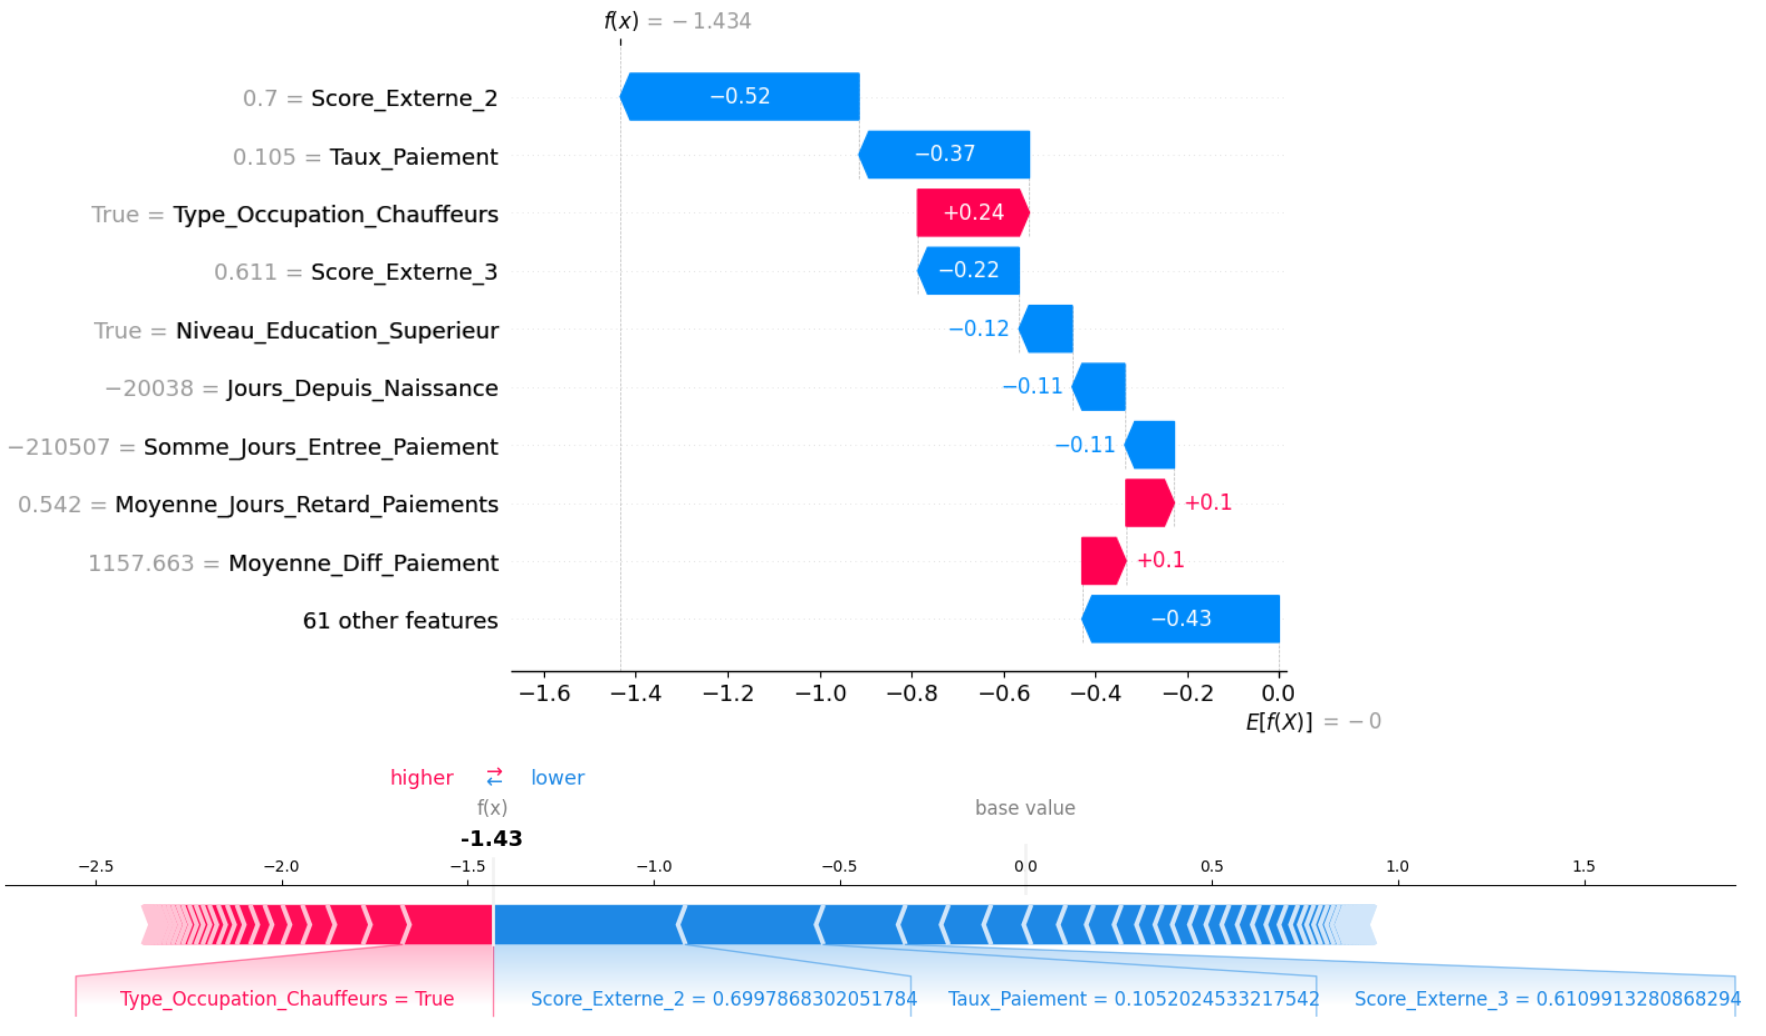 f(x) = −1.434
0.7 = Score_Externe_2
−0.52
0.105 = Taux_Paiement
−0.37
True = Type_Occupation_Chauffeurs
+0.24
0.611 = Score_Externe_3
−0.22
True = Niveau_Education_Superieur
−0.12
−20038 = Jours_Depuis_Naissance
−0.11
−210507 = Somme_Jours_Entree_Paiement
−0.11
0.542 = Moyenne_Jours_Retard_Paiements
+0.1
1157.663 = Moyenne_Diff_Paiement
+0.1
61 other features
−0.43
−1.6 −1.4 −1.2 −1.0 −0.8 −0.6 −0.4 −0.2 0.0
E[f(X)] = −0
higher ⇄ lower
f(x) base value
-1.43
−2.5 −2.0 −1.5 −1.0 −0.5 0.0 0.5 1.0 1.5
Type_Occupation_Chauffeurs = True Score_Externe_2 = 0.6997868302051784 Taux_Paiement = 0.1052024533217542 Score_Externe_3 = 0.6109913280868294